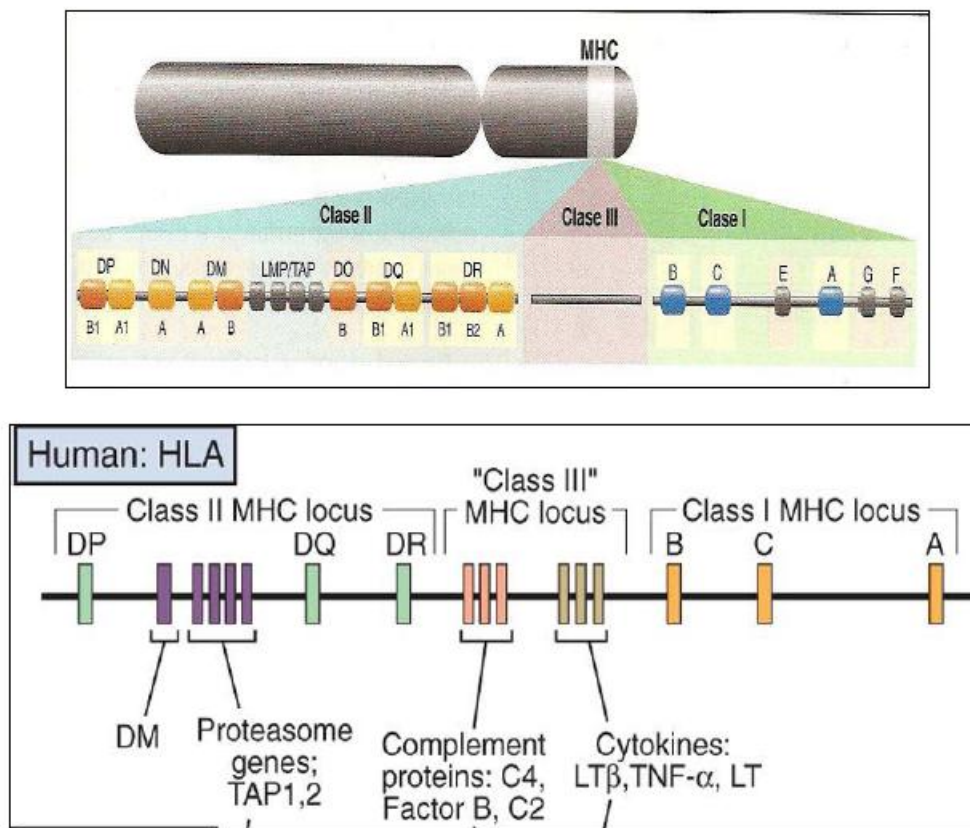 MHC
Clase II Clase III Clase I
DP DN DM LMP/TAP DO DQ DR B C E A G F
B1 A1 A A B B B1 A1 B1 B2 A
Human: HLA
"Class III"
Class II MHC locus MHC locus Class I MHC locus
DP DQ DR B C A
DM
Proteasome
genes;
TAP1,2
Complement
proteins: C4,
Factor B, C2
Cytokines:
LTβ,TNF-α, LT